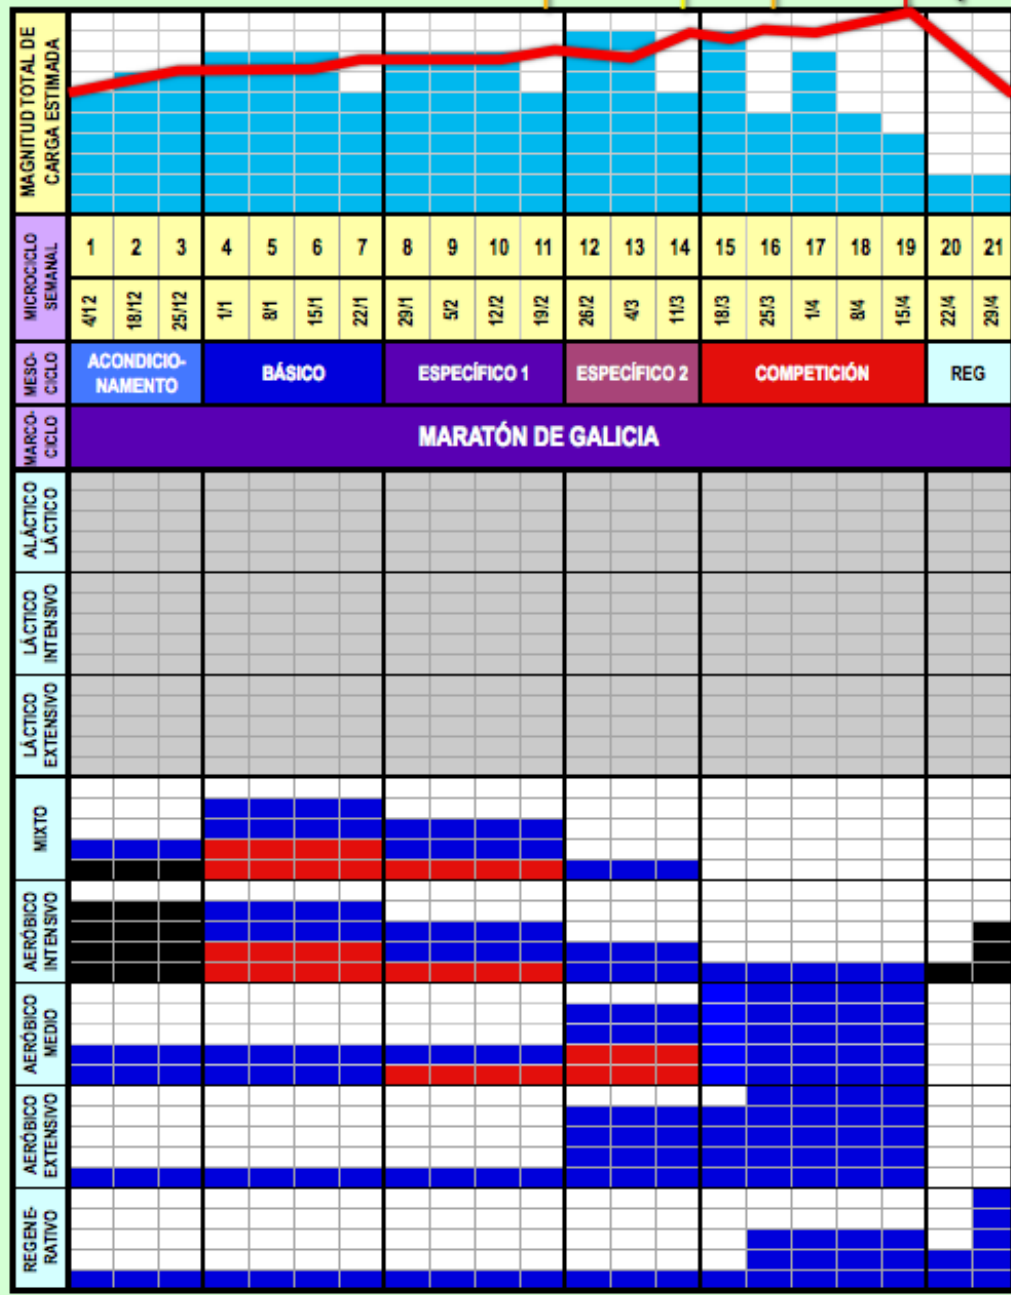 MAGNITUD TOTAL DE
CARGA ESTIMADA
MICROCICLO
SEMANAL
1 2 3 4 5 6 7 8 9 10 11 12 13 14 15 16 17 18 19 20 21
4/12 18/12 25/12 1/1 8/1 15/1 22/1 29/1 5/2 12/2 19/2 26/2 4/3 11/3 18/3 25/3 1/4 8/4 15/4 22/4 29/4
MESO-
CICLO
ACONDICIO-
NAMENTO
BÁSICO
ESPECÍFICO 1
ESPECÍFICO 2
COMPETICIÓN
REG
MARCO-
CICLO
MARATÓN DE GALICIA
ALÁCTICO
LÁCTICO
LÁCTICO
INTENSIVO
LÁCTICO
EXTENSIVO
MIXTO
AERÓBICO
INTENSIVO
AERÓBICO
MEDIO
AERÓBICO
EXTENSIVO
REGENE-
RATIVO